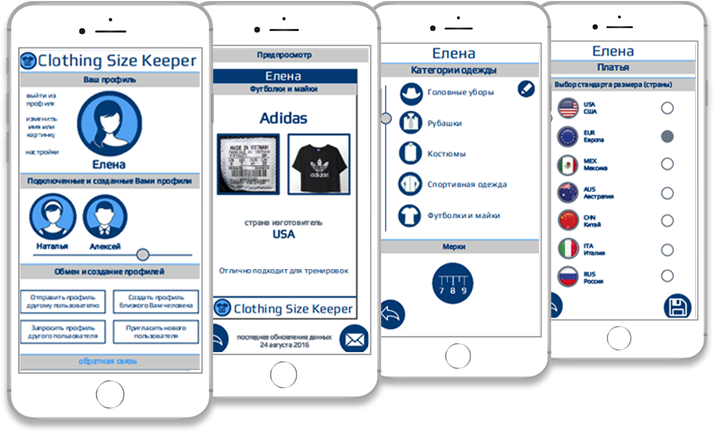 Clothing Size Keeper
Ваш профиль
выйти из
профиля
изменить
имя или
картинку
настройки
Елена
Подключенные и созданные Вами профили
Наталья
Алексей
Обмен и создание профилей
Отправить профиль
другому пользователю
Создать профиль
близкого Вам человека
Запросить профиль
другого пользователя
Пригласить нового
пользователя
обратная связь
Предпросмотр
Елена
Футболки и майки
Adidas
MADE IN VIETNAM
adidas
страна изготовитель
USA
Отлично подходит для тренировок
Clothing Size Keeper
последнее обновление данных
24 августа 2016
Елена
Категории одежды
Головные уборы
Рубашки
Костюмы
Спортивная одежда
Футболки и майки
Мерки
7 8 9
Елена
Платья
Выбор стандарта размера (страны)
USA
США
EUR
Европа
MEX
Мексика
AUS
Австралия
CHN
Китай
ITA
Италия
RUS
Россия